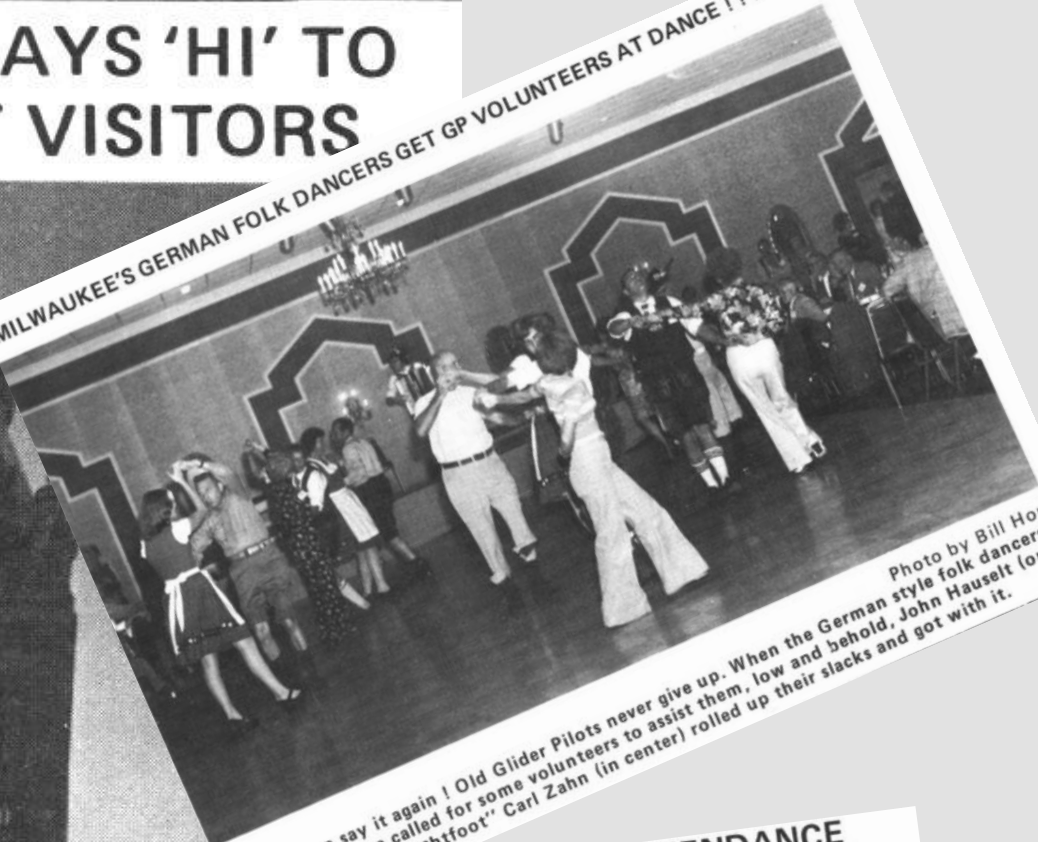 AYS ‘HI’ TO
VISITORS
MILWAUKEE'S GERMAN FOLK DANCERS GET GP VOLUNTEERS AT DANCE ! !
Photo by Bill
say it again ! Old Glider Pilots never give up. When the German style folk dancers
called for some volunteers to assist them, low and behold, John Hauselt
Carl Zahn (in center) rolled up their slacks and got with it.
ENDANCE